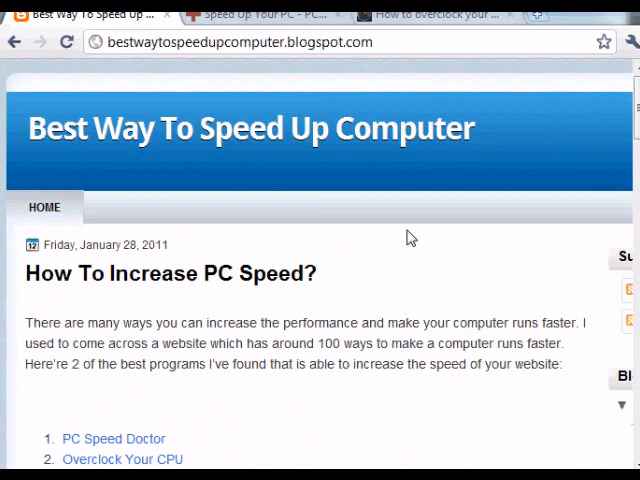 Best Way To Speed Up ... Speed Up Your PC - PC... How to overclock your ...
bestwaytospeedupcomputer.blogspot.com
Best Way To Speed Up Computer
HOME
12 Friday, January 28, 2011
How To Increase PC Speed?
Su
There are many ways you can increase the performance and make your computer runs faster. I
used to come across a website which has around 100 ways to make a computer runs faster.
Here're 2 of the best programs I've found that is able to increase the speed of your website:
Bl
1. PC Speed Doctor
2. Overclock Your CPU